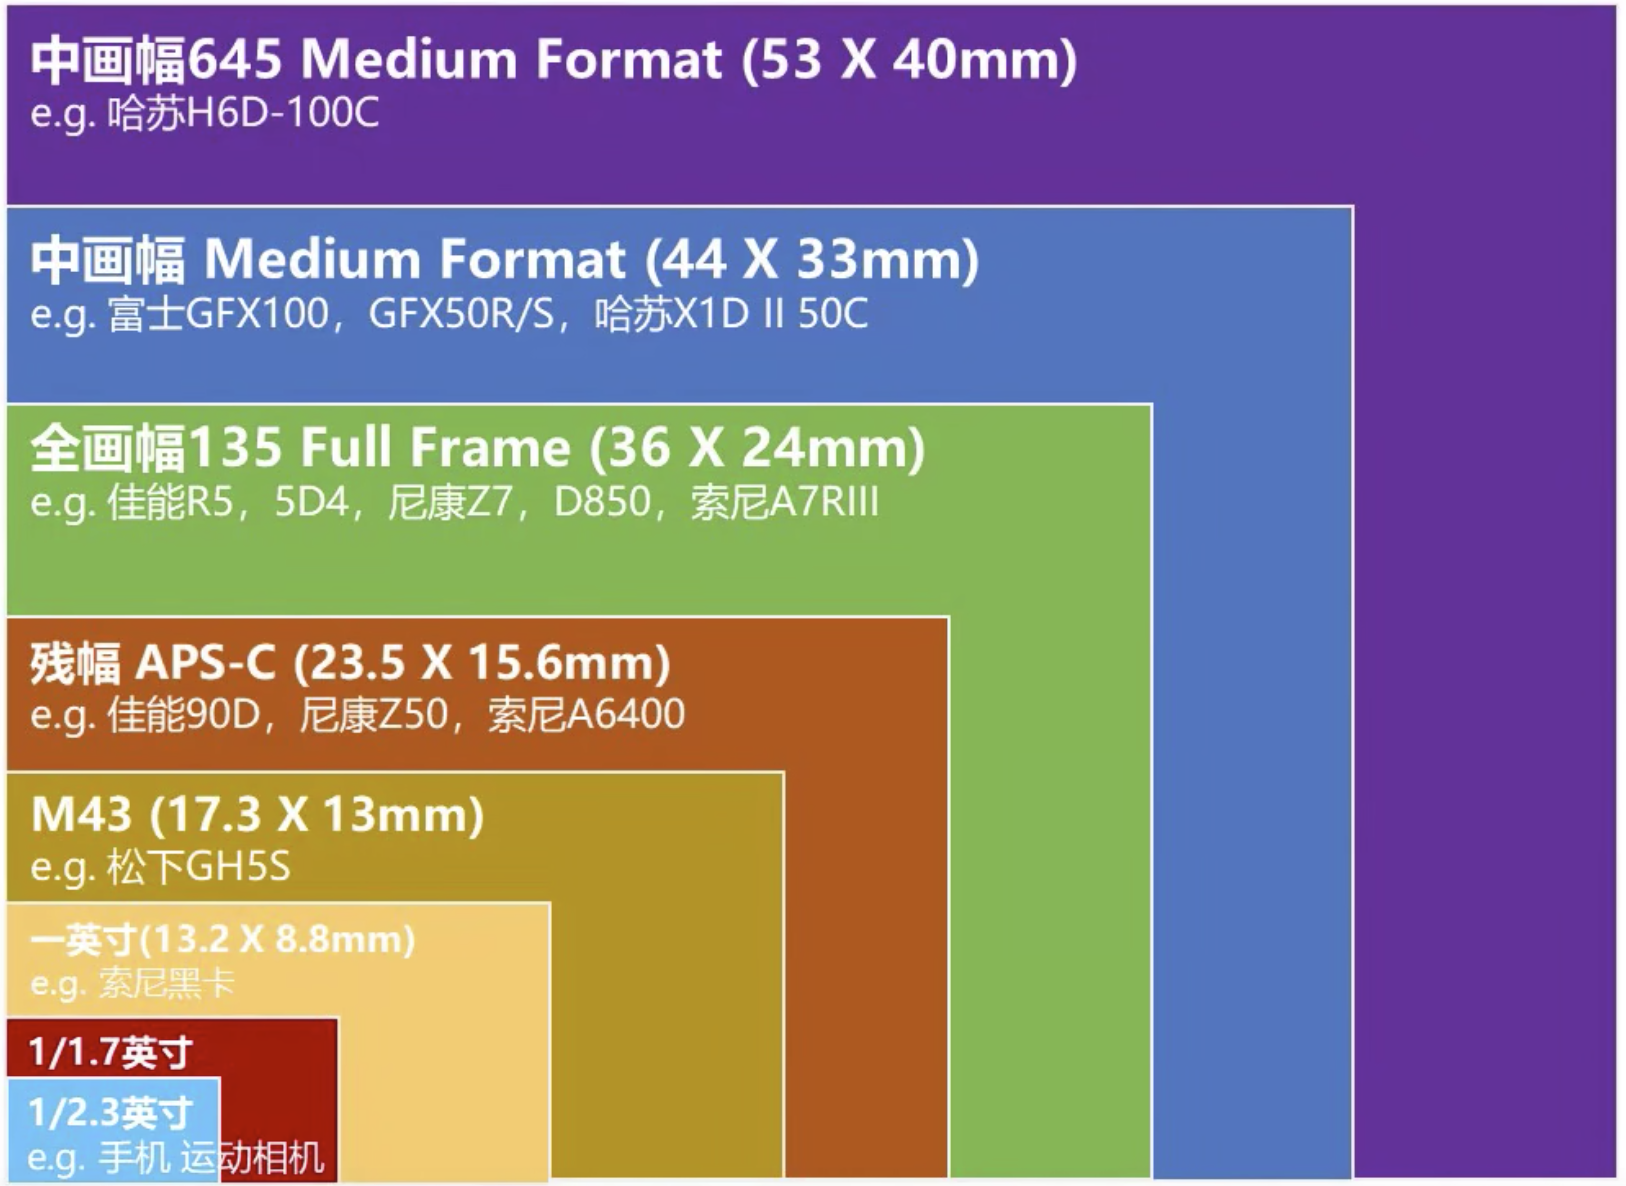 中画幅645 Medium Format (53 X 40mm)
e.g. 哈苏H6D-100C
中画幅 Medium Format (44 X 33mm)
e.g. 富士GFX100，GFX50R/S，哈苏X1D II 50C
全画幅135 Full Frame (36 X 24mm)
e.g. 佳能R5，5D4，尼康Z7，D850，索尼A7RIII
残幅 APS-C (23.5 X 15.6mm)
e.g. 佳能90D，尼康Z50，索尼A6400
M43 (17.3 X 13mm)
e.g. 松下GH5S
一英寸(13.2 X 8.8mm)
e.g. 索尼黑卡
1/1.7英寸
1/2.3英寸
e.g. 手机 运动相机